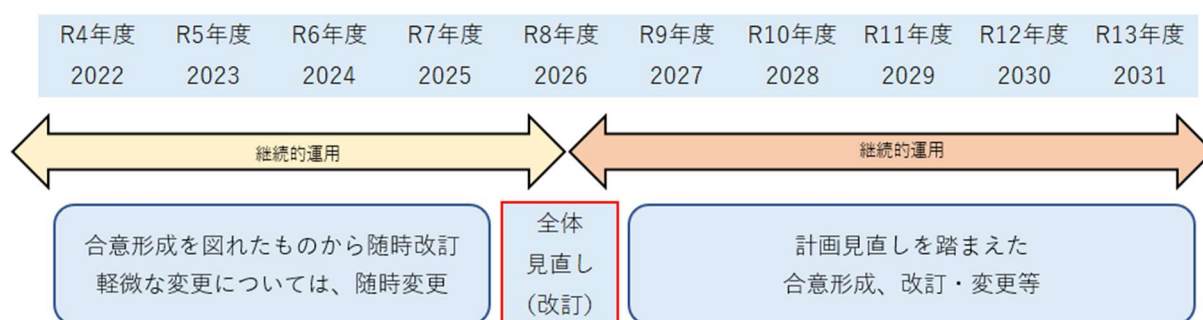 R4年度 R5年度 R6年度 R7年度 R8年度 R9年度 R10年度 R11年度 R12年度 R13年度
2022 2023 2024 2025 2026 2027 2028 2029 2030 2031
継続的運用 継続的運用
合意形成を図れたものから随時改訂
軽微な変更については、随時変更
全体
見直し
(改訂)
計画見直しを踏まえた
合意形成、改訂・変更等